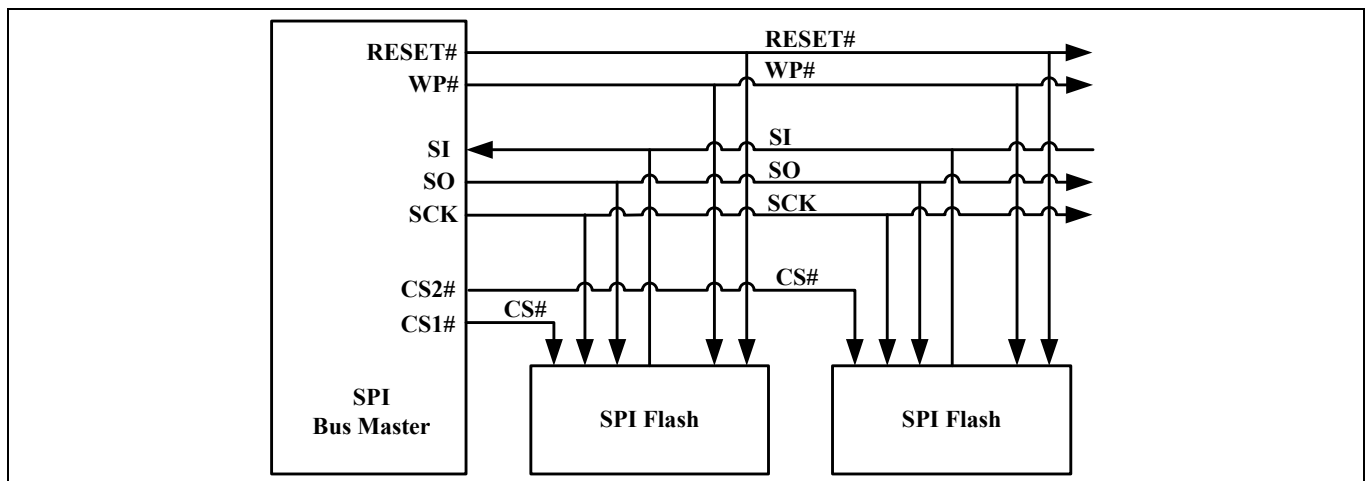 RESET#
RESET#
WP#
WP#
SI
SI
SO
SO
SCK
SCK
CS2#
CS#
CS1#
CS#
SPI
Bus Master
SPI Flash
SPI Flash